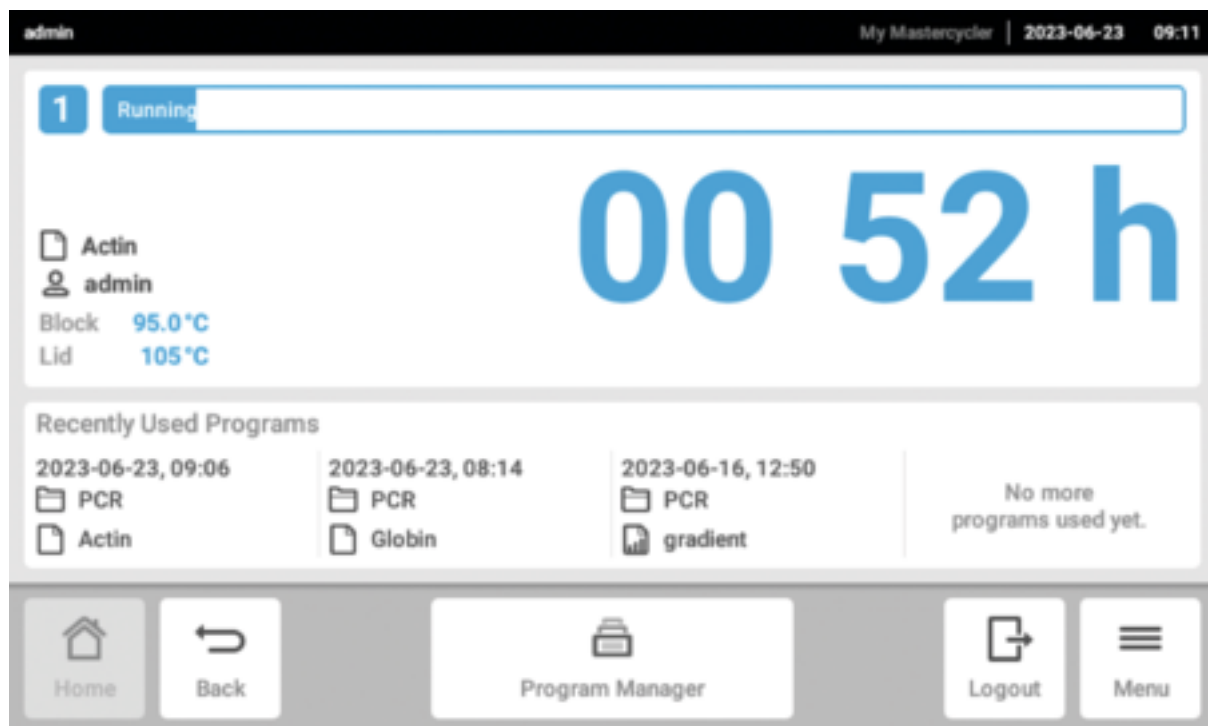 admin My Mastercycler 2023-06-23 09:11
1 Running
00 52 h
Actin
admin
Block 95.0°C
Lid 105°C
Recently Used Programs
2023-06-23, 09:06
PCR
Actin
2023-06-23, 08:14
PCR
Globin
2023-06-16, 12:50
PCR
gradient
No more
programs used yet.
Home
Back
Program Manager
Logout
Menu